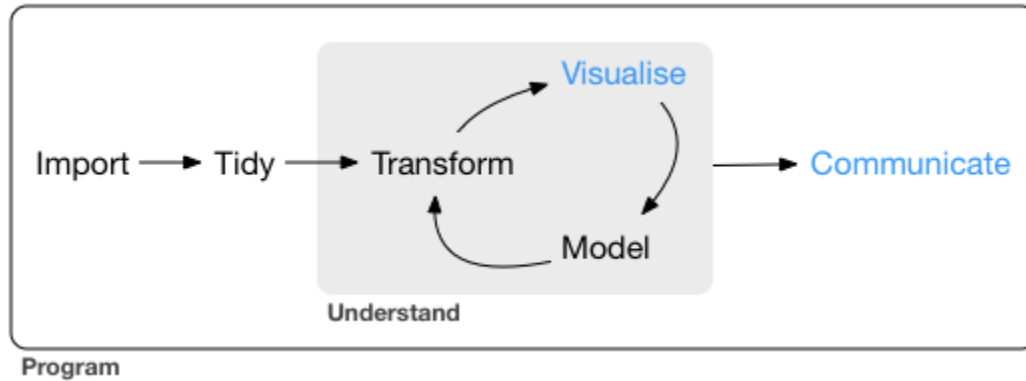 Visualise
Import
Tidy
Transform
Communicate
Model
Understand
Program